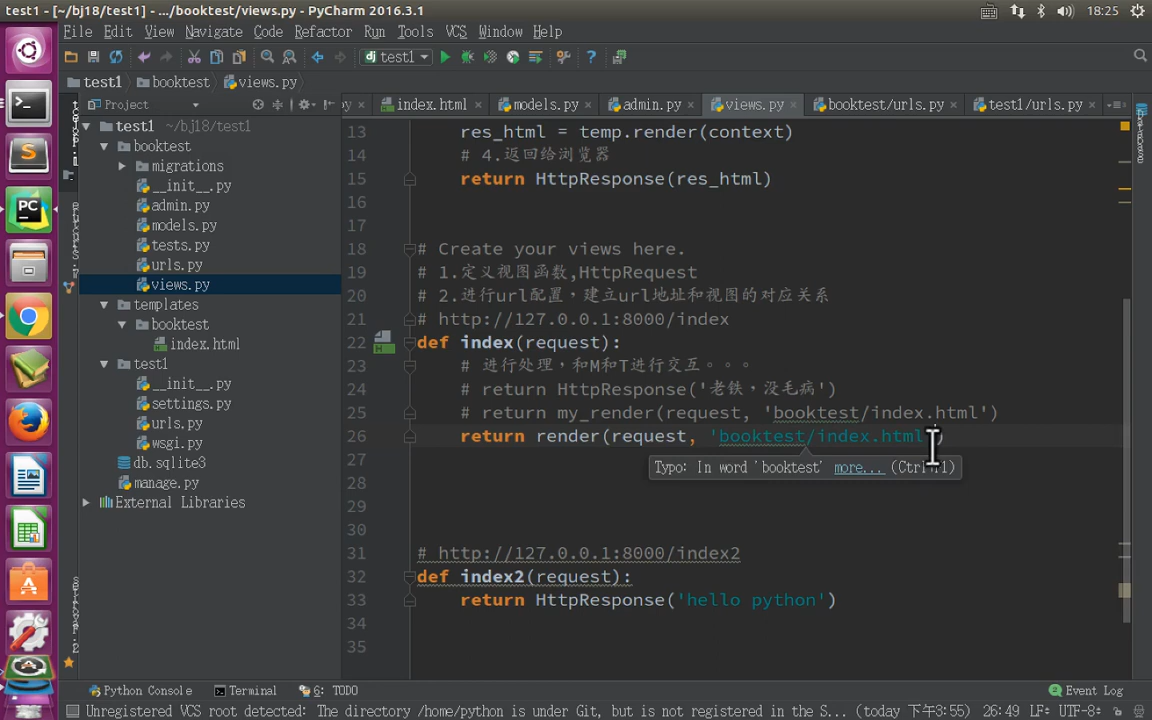 test1 - [~/bj18/test1] - .../booktest/views.py - PyCharm 2016.3.1
18:25
File Edit View Navigate Code Refactor Run Tools VCS Window Help
test1
test1 booktest views.py
Project
index.html models.py admin.py views.py booktest/urls.py test1/urls.py
test1 ~/bj18/test1
booktest
migrations
__init__.py
admin.py
models.py
tests.py
urls.py
views.py
templates
booktest
index.html
test1
__init__.py
settings.py
urls.py
wsgi.py
db.sqlite3
manage.py
External Libraries
13 res_html = temp.render(context)
14 # 4.返回给浏览器
15 return HttpResponse(res_html)
16
17
18 # Create your views here.
19 # 1.定义视图函数,HttpRequest
20 # 2.进行url配置，建立url地址和视图的对应关系
21 # http://127.0.0.1:8000/index
22 def index(request):
23 # 进行处理，和M和T进行交互。。。
24 # return HttpResponse('老铁，没毛病')
25 # return my_render(request, 'booktest/index.html')
26 return render(request, 'booktest/index.html')
Typo: In word 'booktest' more... (Ctrl+F1)
27
28
29
30
31 # http://127.0.0.1:8000/index2
32 def index2(request):
33 return HttpResponse('hello python')
34
35
Python Console Terminal 6: TODO Event Log
Unregistered VCS root detected: The directory /home/python is under Git, but is not registered in the S... (today 下午3:55) 26:49 LF÷ UTF-8÷